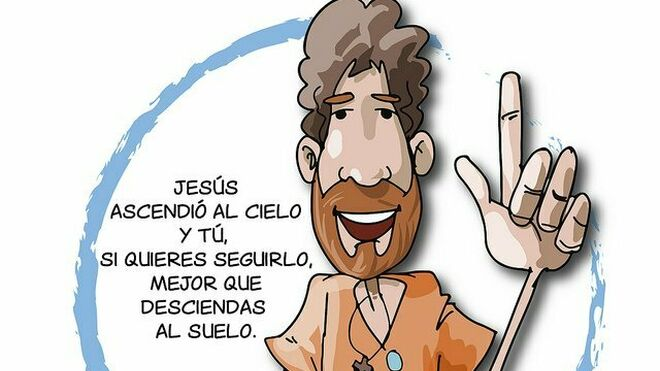 JESÚS
ASCENDIÓ AL CIELO
Y TÚ,
SI QUIERES SEGUIRLO,
MEJOR QUE
DESCIENDAS
AL SUELO.